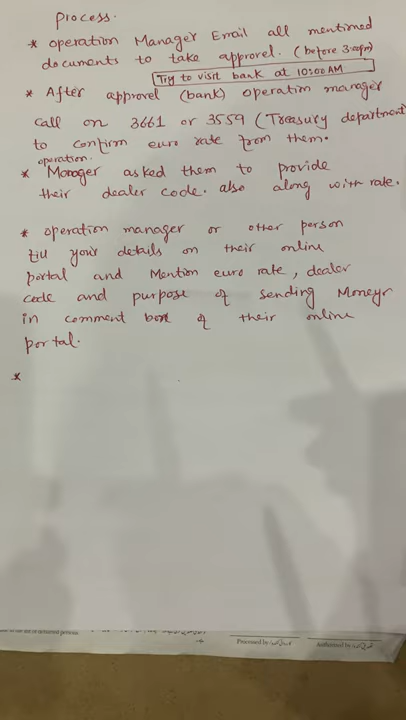 process.
* operation Manager Email all mentioned
documents to take approvel. (before 3:00pm)
Try to visit bank at 10:00 AM
* After approvel (bank) operation manager
call on 3661 or 3559 (Treasury department)
to confirm euro rate from them.
operation.
* Manager asked them to provide
their dealer code. also along with rate.
* operation manager or other person
till your details on their online
portal and Mention euro rate, dealer
code and purpose of sending Money
in comment box of their online
portal.
*
Processed by
Authorised by